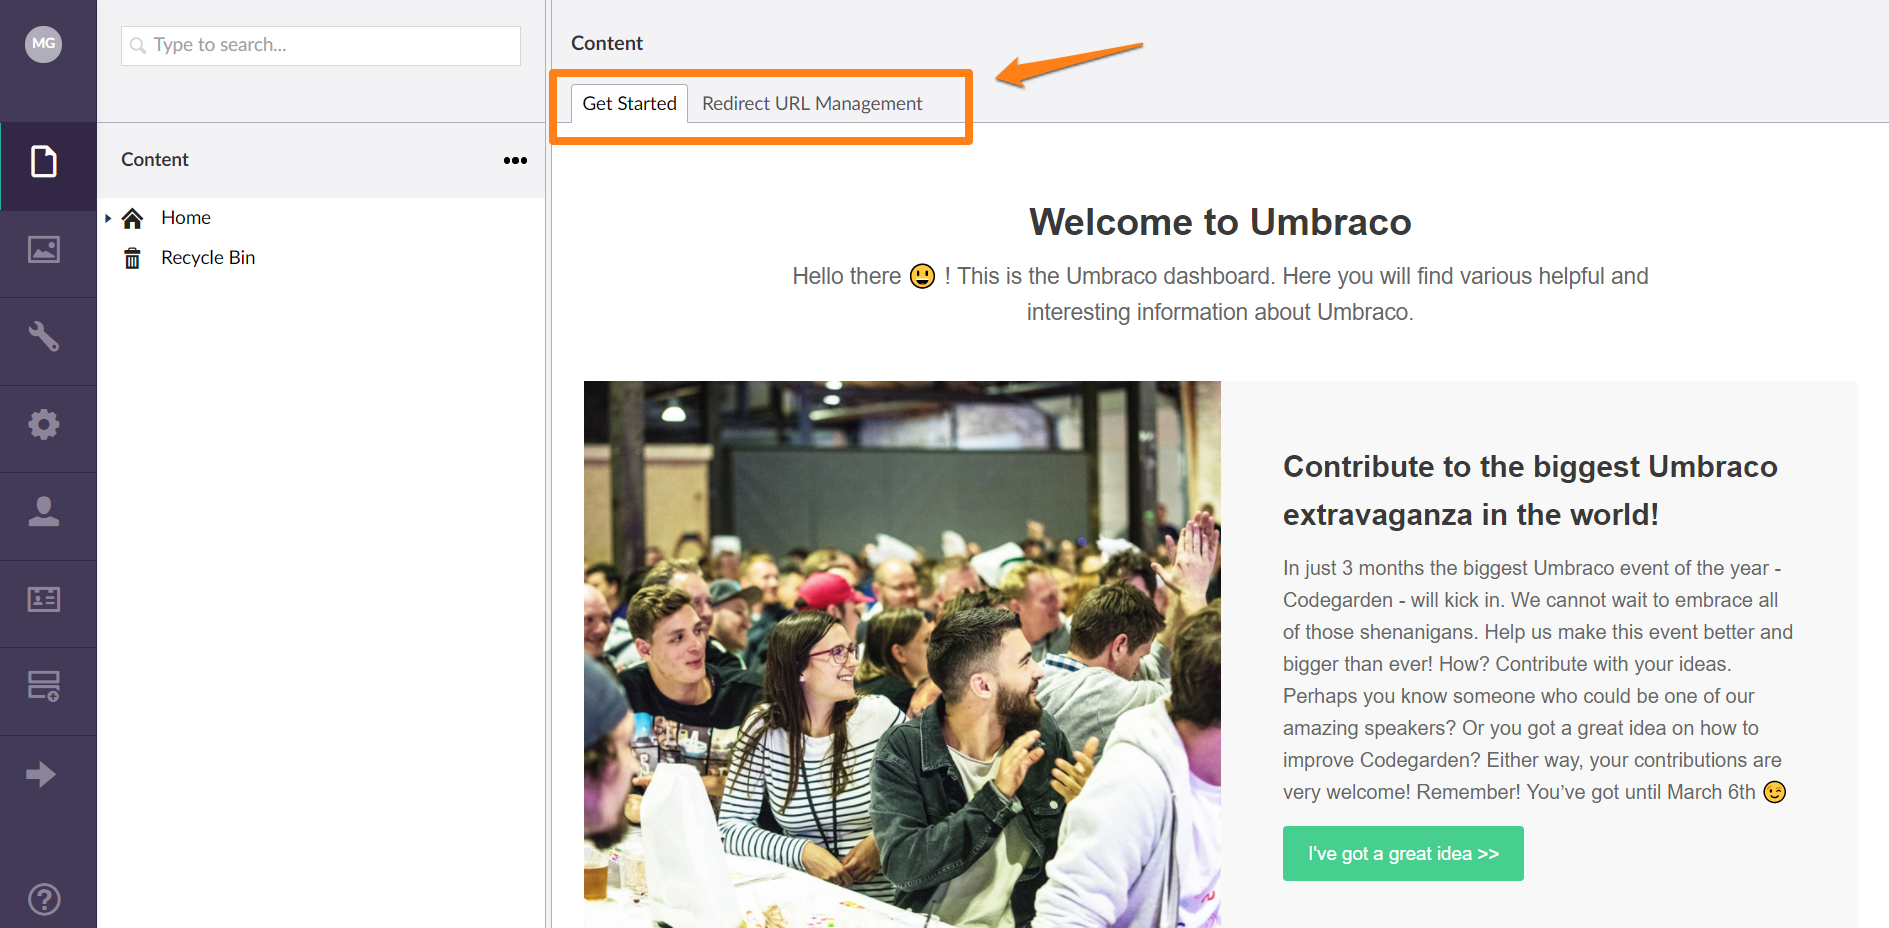 MG
Type to search...
Content
Get Started
Redirect URL Management
Content
Home
Recycle Bin
Welcome to Umbraco
Hello there 😃 ! This is the Umbraco dashboard. Here you will find various helpful and
interesting information about Umbraco.
Contribute to the biggest Umbraco
extravaganza in the world!
In just 3 months the biggest Umbraco event of the year -
Codegarden - will kick in. We cannot wait to embrace all
of those shenanigans. Help us make this event better and
bigger than ever! How? Contribute with your ideas.
Perhaps you know someone who could be one of our
amazing speakers? Or you got a great idea on how to
improve Codegarden? Either way, your contributions are
very welcome! Remember! You’ve got until March 6th 😉
I've got a great idea >>